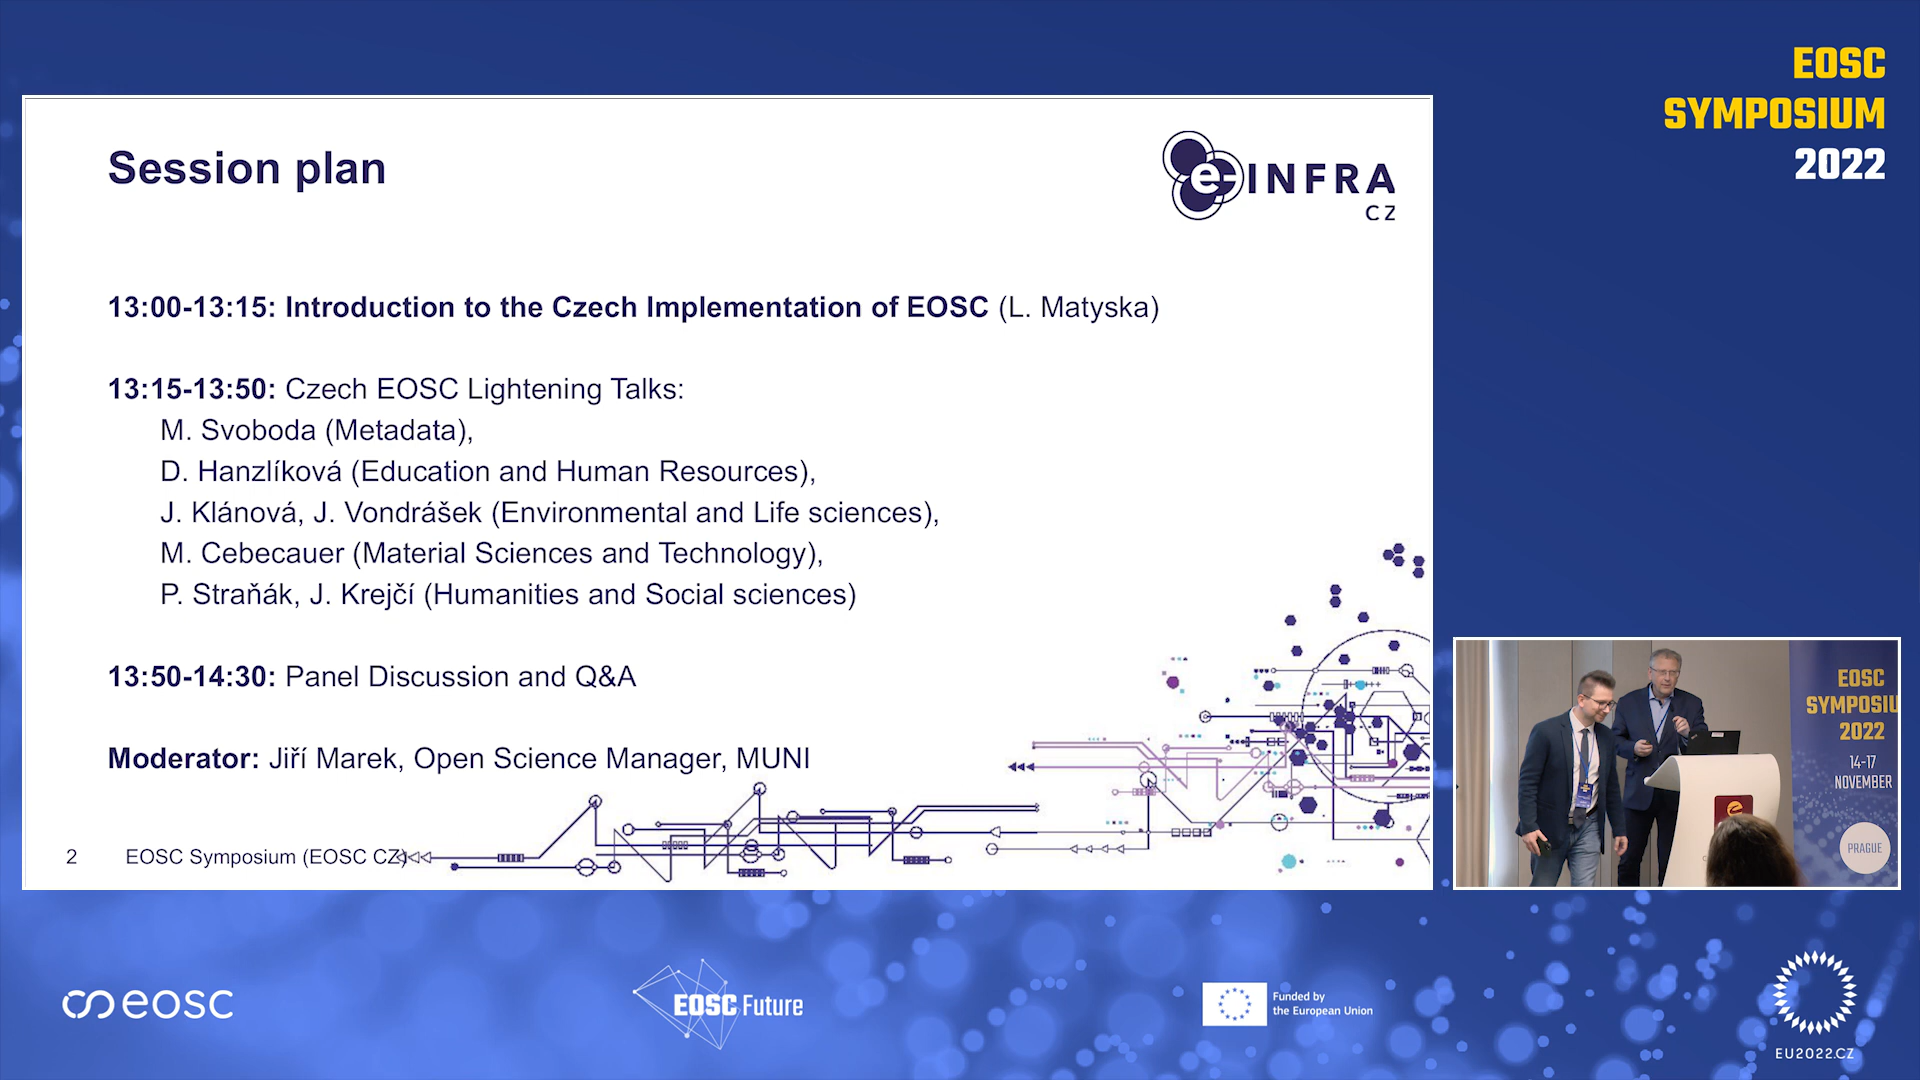 EOSC
SYMPOSIUM
2022
Session plan
e-INFRA
CZ
13:00-13:15: Introduction to the Czech Implementation of EOSC (L. Matyska)
13:15-13:50: Czech EOSC Lightening Talks:
M. Svoboda (Metadata),
D. Hanzlíková (Education and Human Resources),
J. Klánová, J. Vondrášek (Environmental and Life sciences),
M. Cebecauer (Material Sciences and Technology),
P. Straňák, J. Krejčí (Humanities and Social sciences)
13:50-14:30: Panel Discussion and Q&A
Moderator: Jiří Marek, Open Science Manager, MUNI
2 EOSC Symposium (EOSC CZ)
EOSC
SYMPOSIU
2022
14-17
NOVEMBER
PRAGUE
eosc
EOSC Future
Funded by
the European Union
EU2022.CZ